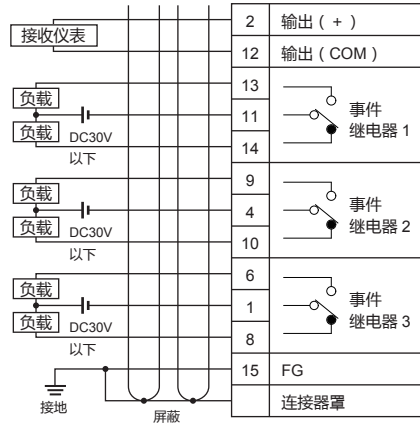 接收仪表
2 输出（+）
12 输出（COM）
负载
负载
DC30V
以下
13
11
14
事件
继电器 1
负载
负载
DC30V
以下
9
4
10
事件
继电器 2
负载
负载
DC30V
以下
6
1
8
事件
继电器 3
15 FG
连接器罩
接地
屏蔽